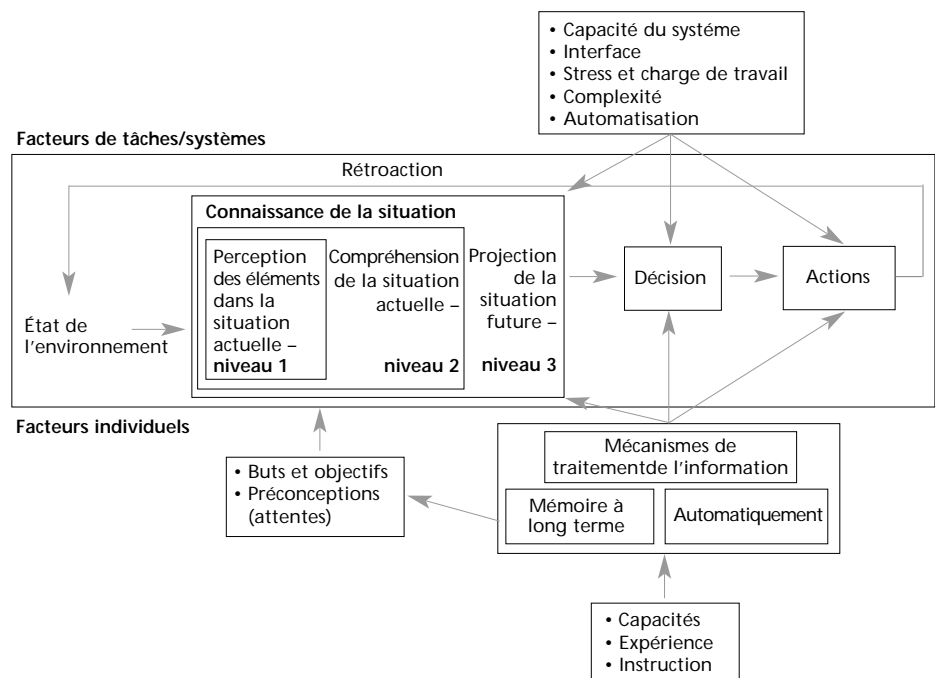 • Capacité du systéme
• Interface
• Stress et charge de travail
• Complexité
• Automatisation
Facteurs de tâches/systèmes
Rétroaction
Connaissance de la situation
Perception
des éléments
dans la
situation
actuelle –
niveau 1
Compréhension
de la situation
actuelle –
niveau 2
Projection
de la
situation
future –
niveau 3
Décision
Actions
État de
l'environnement
Facteurs individuels
• Buts et objectifs
• Préconceptions
(attentes)
Mécanismes de
traitementde l'information
Mémoire à
long terme
Automatiquement
• Capacités
• Expérience
• Instruction